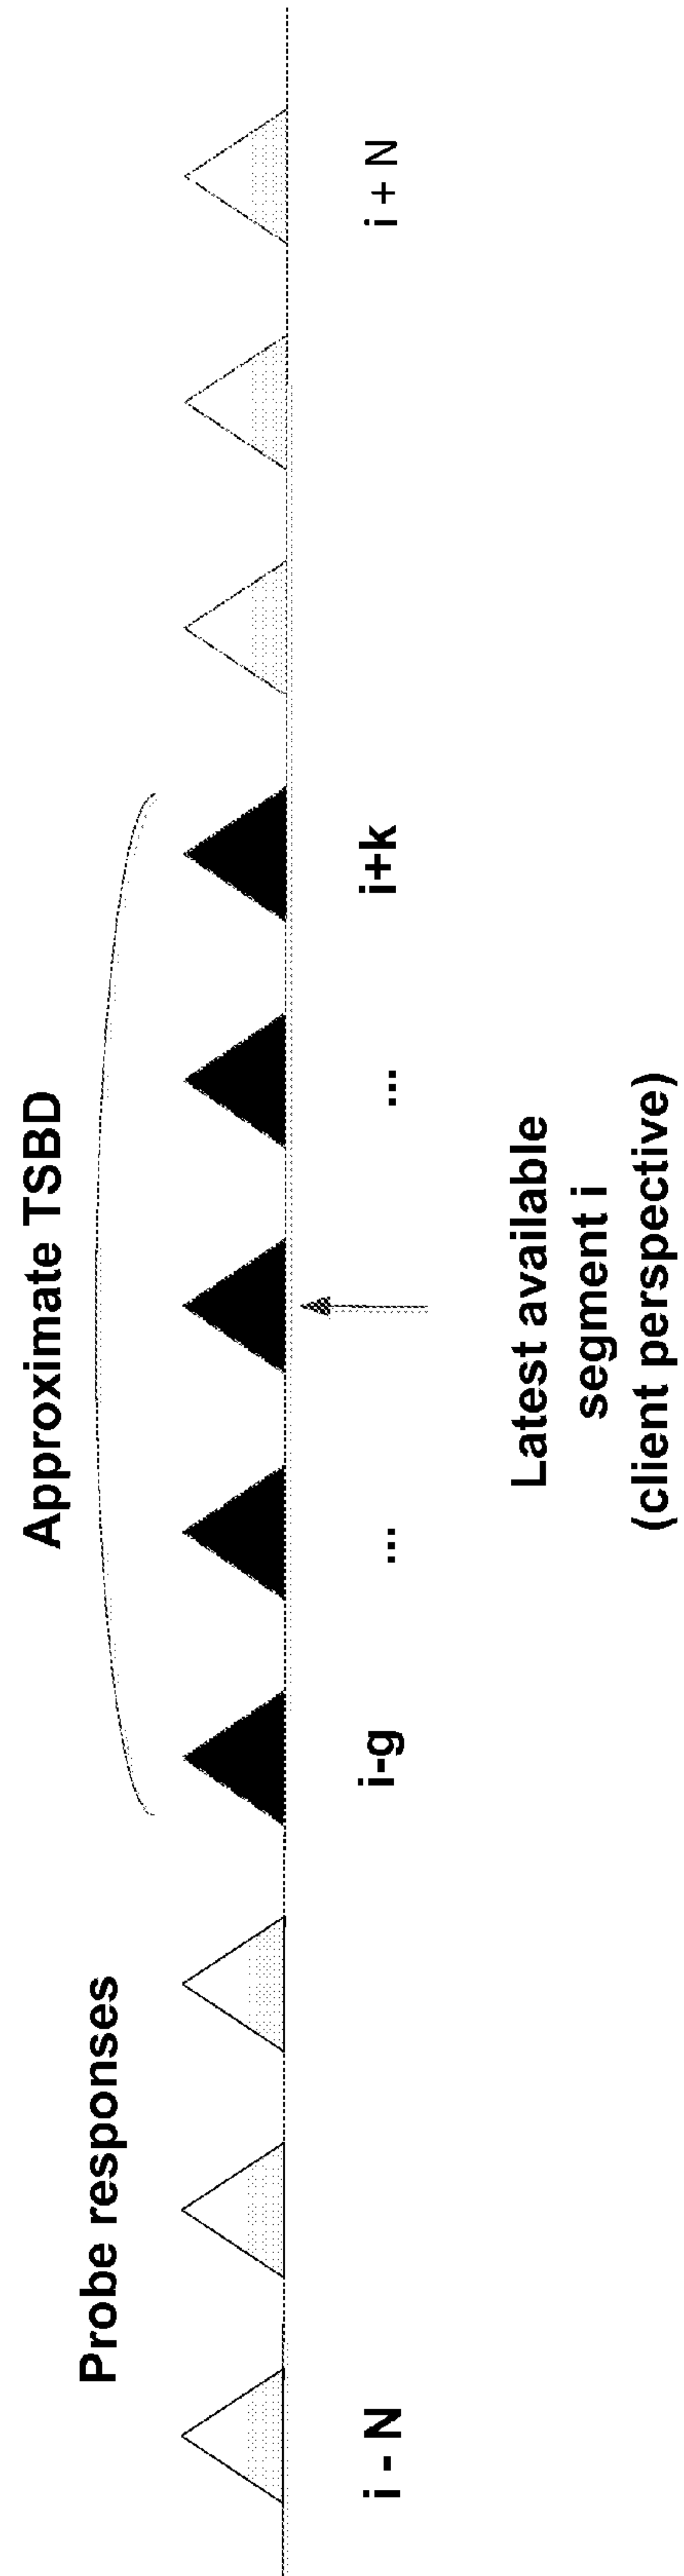 Approximate TSBD
Probe responses
i - N
i-g
...
...
i+k
i + N
Latest available
segment i
(client perspective)